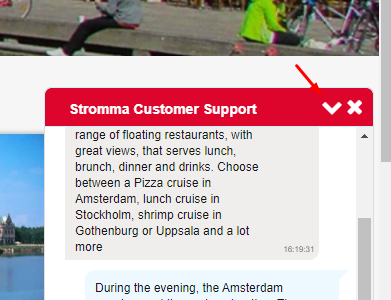 Stromma Customer Support
range of floating restaurants, with
great views, that serves lunch,
brunch, dinner and drinks. Choose
between a Pizza cruise in
Amsterdam, lunch cruise in
Stockholm, shrimp cruise in
Gothenburg or Uppsala and a lot
more
16:19:31
During the evening, the Amsterdam